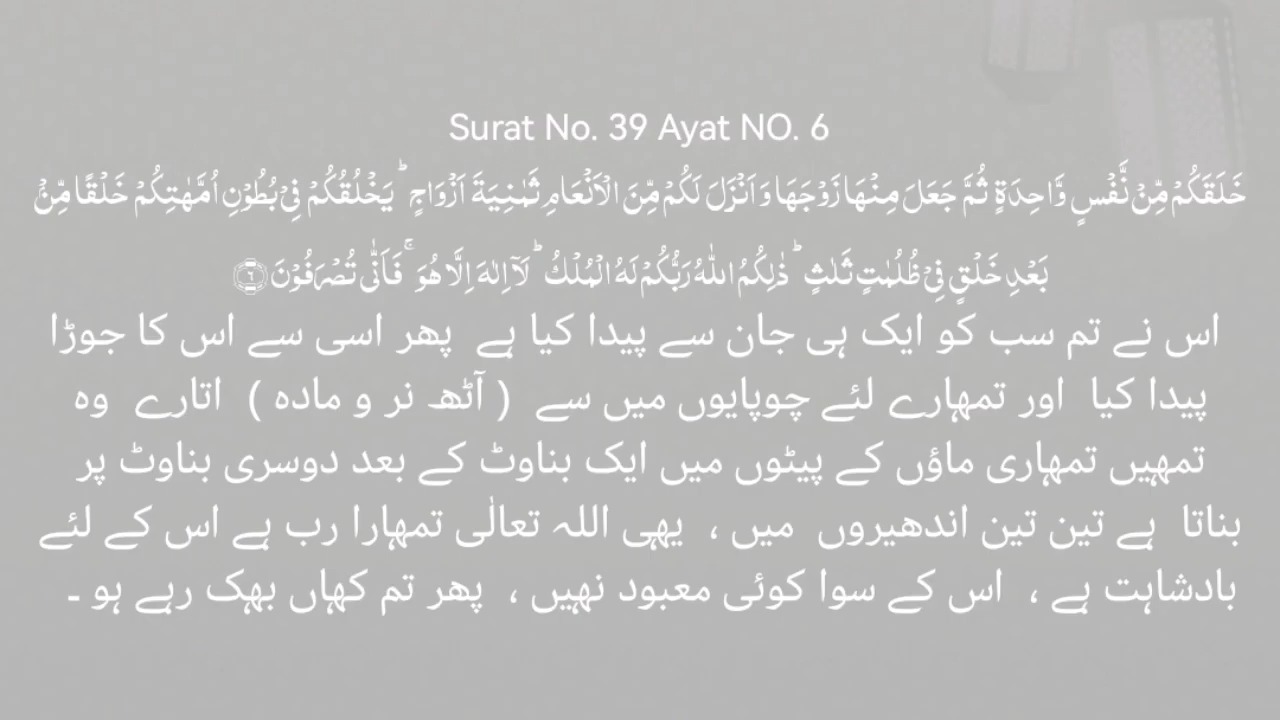 Surat No. 39 Ayat NO. 6
خَلَقَكُمۡ مِّنۡ نَّفۡسٍ وَّاحِدَةٍ ثُمَّ جَعَلَ مِنۡهَا زَوۡجَهَا وَ اَنۡزَلَ لَكُمۡ مِّنَ الۡاَنۡعَامِ ثَمٰنِيَةَ اَزۡوَاجٍ‌ ؕ يَخۡلُقُكُمۡ فِىۡ بُطُوۡنِ اُمَّهٰتِكُمۡ خَلۡقًا مِّنۡۢ
بَعۡدِ خَلۡقٍ فِىۡ ظُلُمٰتٍ ثَلٰثٍ‌ ؕ ذٰ لِكُمُ اللّٰهُ رَبُّكُمۡ لَهُ الۡمُلۡكُ‌ ؕ لَاۤ اِلٰهَ اِلَّا هُوَ‌ ۚ فَاَنّٰى تُصۡرَفُوۡنَ‏ ﴿۶﴾
اس نے تم سب کو ایک ہی جان سے پیدا کیا ہے پھر اسی سے اس کا جوڑا
پیدا کیا اور تمہارے لئے چوپایوں میں سے ( آٹھ نر و مادہ ) اتارے وہ
تمہیں تمہاری ماؤں کے پیٹوں میں ایک بناوٹ کے بعد دوسری بناوٹ پر
بناتا ہے تین تین اندھیروں میں ، یہی اللہ تعالٰی تمہارا رب ہے اس کے لئے
بادشاہت ہے ، اس کے سوا کوئی معبود نہیں ، پھر تم کہاں بھک رہے ہو ۔